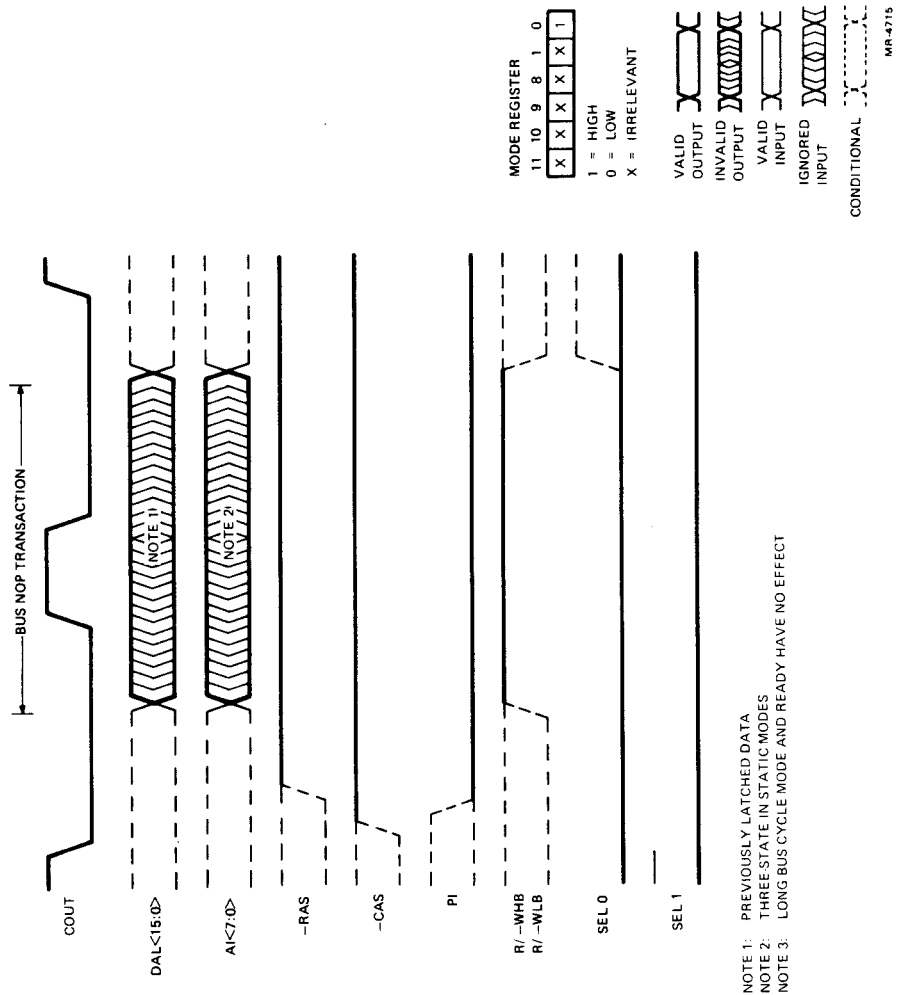 BUS NOP TRANSACTION
COUT
DAL<15:0>
(NOTE 1)
AI<7:0>
(NOTE 2)
–RAS
–CAS
PI
R/ –WHB
R/ –WLB
SEL 0
SEL 1
NOTE 1: PREVIOUSLY LATCHED DATA
NOTE 2: THREE-STATE IN STATIC MODES
NOTE 3: LONG BUS CYCLE MODE AND READY HAVE NO EFFECT
MODE REGISTER
11 10 9 8 1 0
X X X X X 1
1 = HIGH
0 = LOW
X = IRRELEVANT
VALID
OUTPUT
INVALID
OUTPUT
VALID
INPUT
IGNORED
INPUT
CONDITIONAL
MR-4715